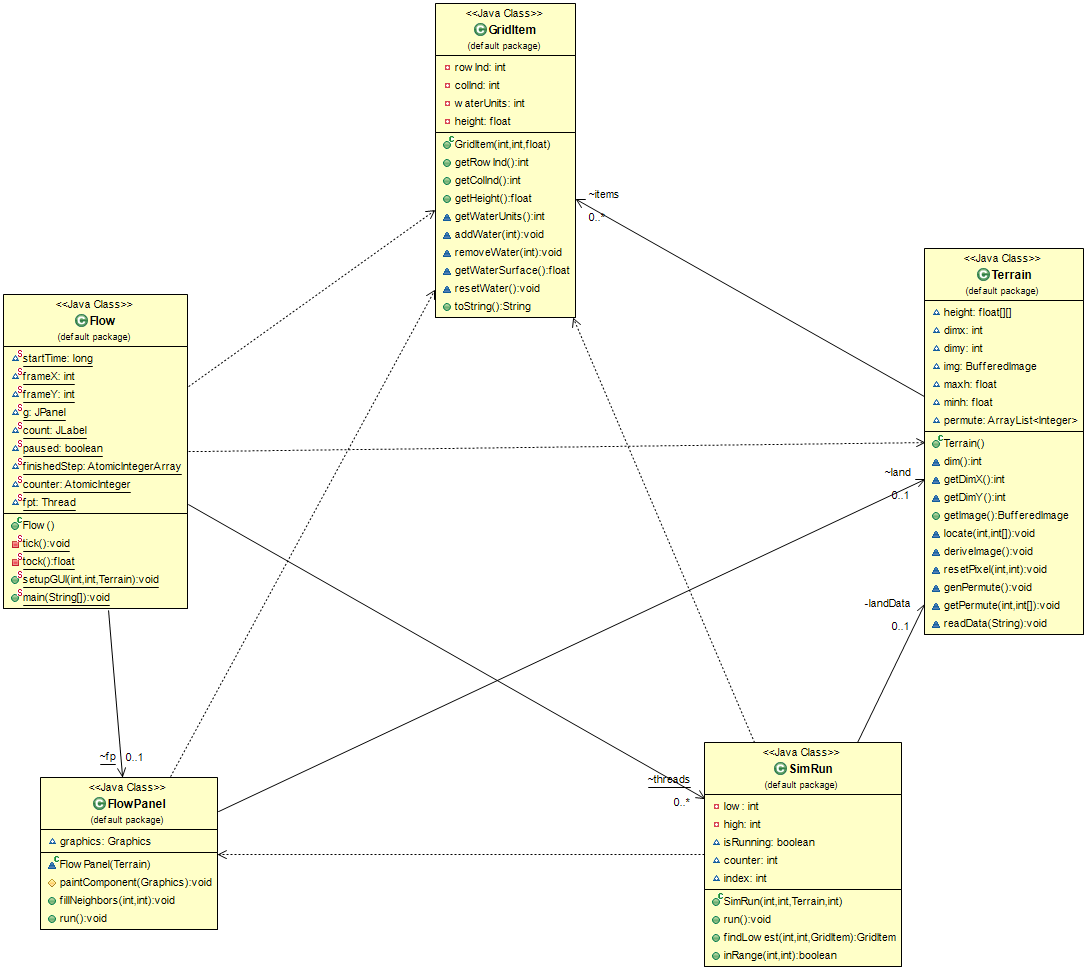 <<Java Class>>
GridItem
(default package)
rowInd: int
colInd: int
waterUnits: int
height: float
GridItem(int,int,float)
getRowInd():int
getColInd():int
getHeight():float
getWaterUnits():int
addWater(int):void
removeWater(int):void
getWaterSurface():float
resetWater():void
toString():String
~items
0..*
<<Java Class>>
Terrain
(default package)
height: float[][]
dimx: int
dimy: int
img: BufferedImage
maxh: float
minh: float
permute: ArrayList<Integer>
Terrain()
dim():int
getDimX():int
getDimY():int
getImage():BufferedImage
locate(int,int[]):void
deriveImage():void
resetPixel(int,int):void
genPermute():void
getPermute(int,int[]):void
readData(String):void
<<Java Class>>
Flow
(default package)
startTime: long
frameX: int
frameY: int
g: JPanel
count: JLabel
paused: boolean
finishedStep: AtomicIntegerArray
counter: AtomicInteger
fpt: Thread
Flow()
tick():void
tock():float
setupGUI(int,int,Terrain):void
main(String[]):void
~land
0..1
-landData
0..1
~fp 0..1
~threads
0..*
<<Java Class>>
FlowPanel
(default package)
graphics: Graphics
FlowPanel(Terrain)
paintComponent(Graphics):void
fillNeighbors(int,int):void
run():void
<<Java Class>>
SimRun
(default package)
low: int
high: int
isRunning: boolean
counter: int
index: int
SimRun(int,int,Terrain,int)
run():void
findLowest(int,int,GridItem):GridItem
inRange(int,int):boolean